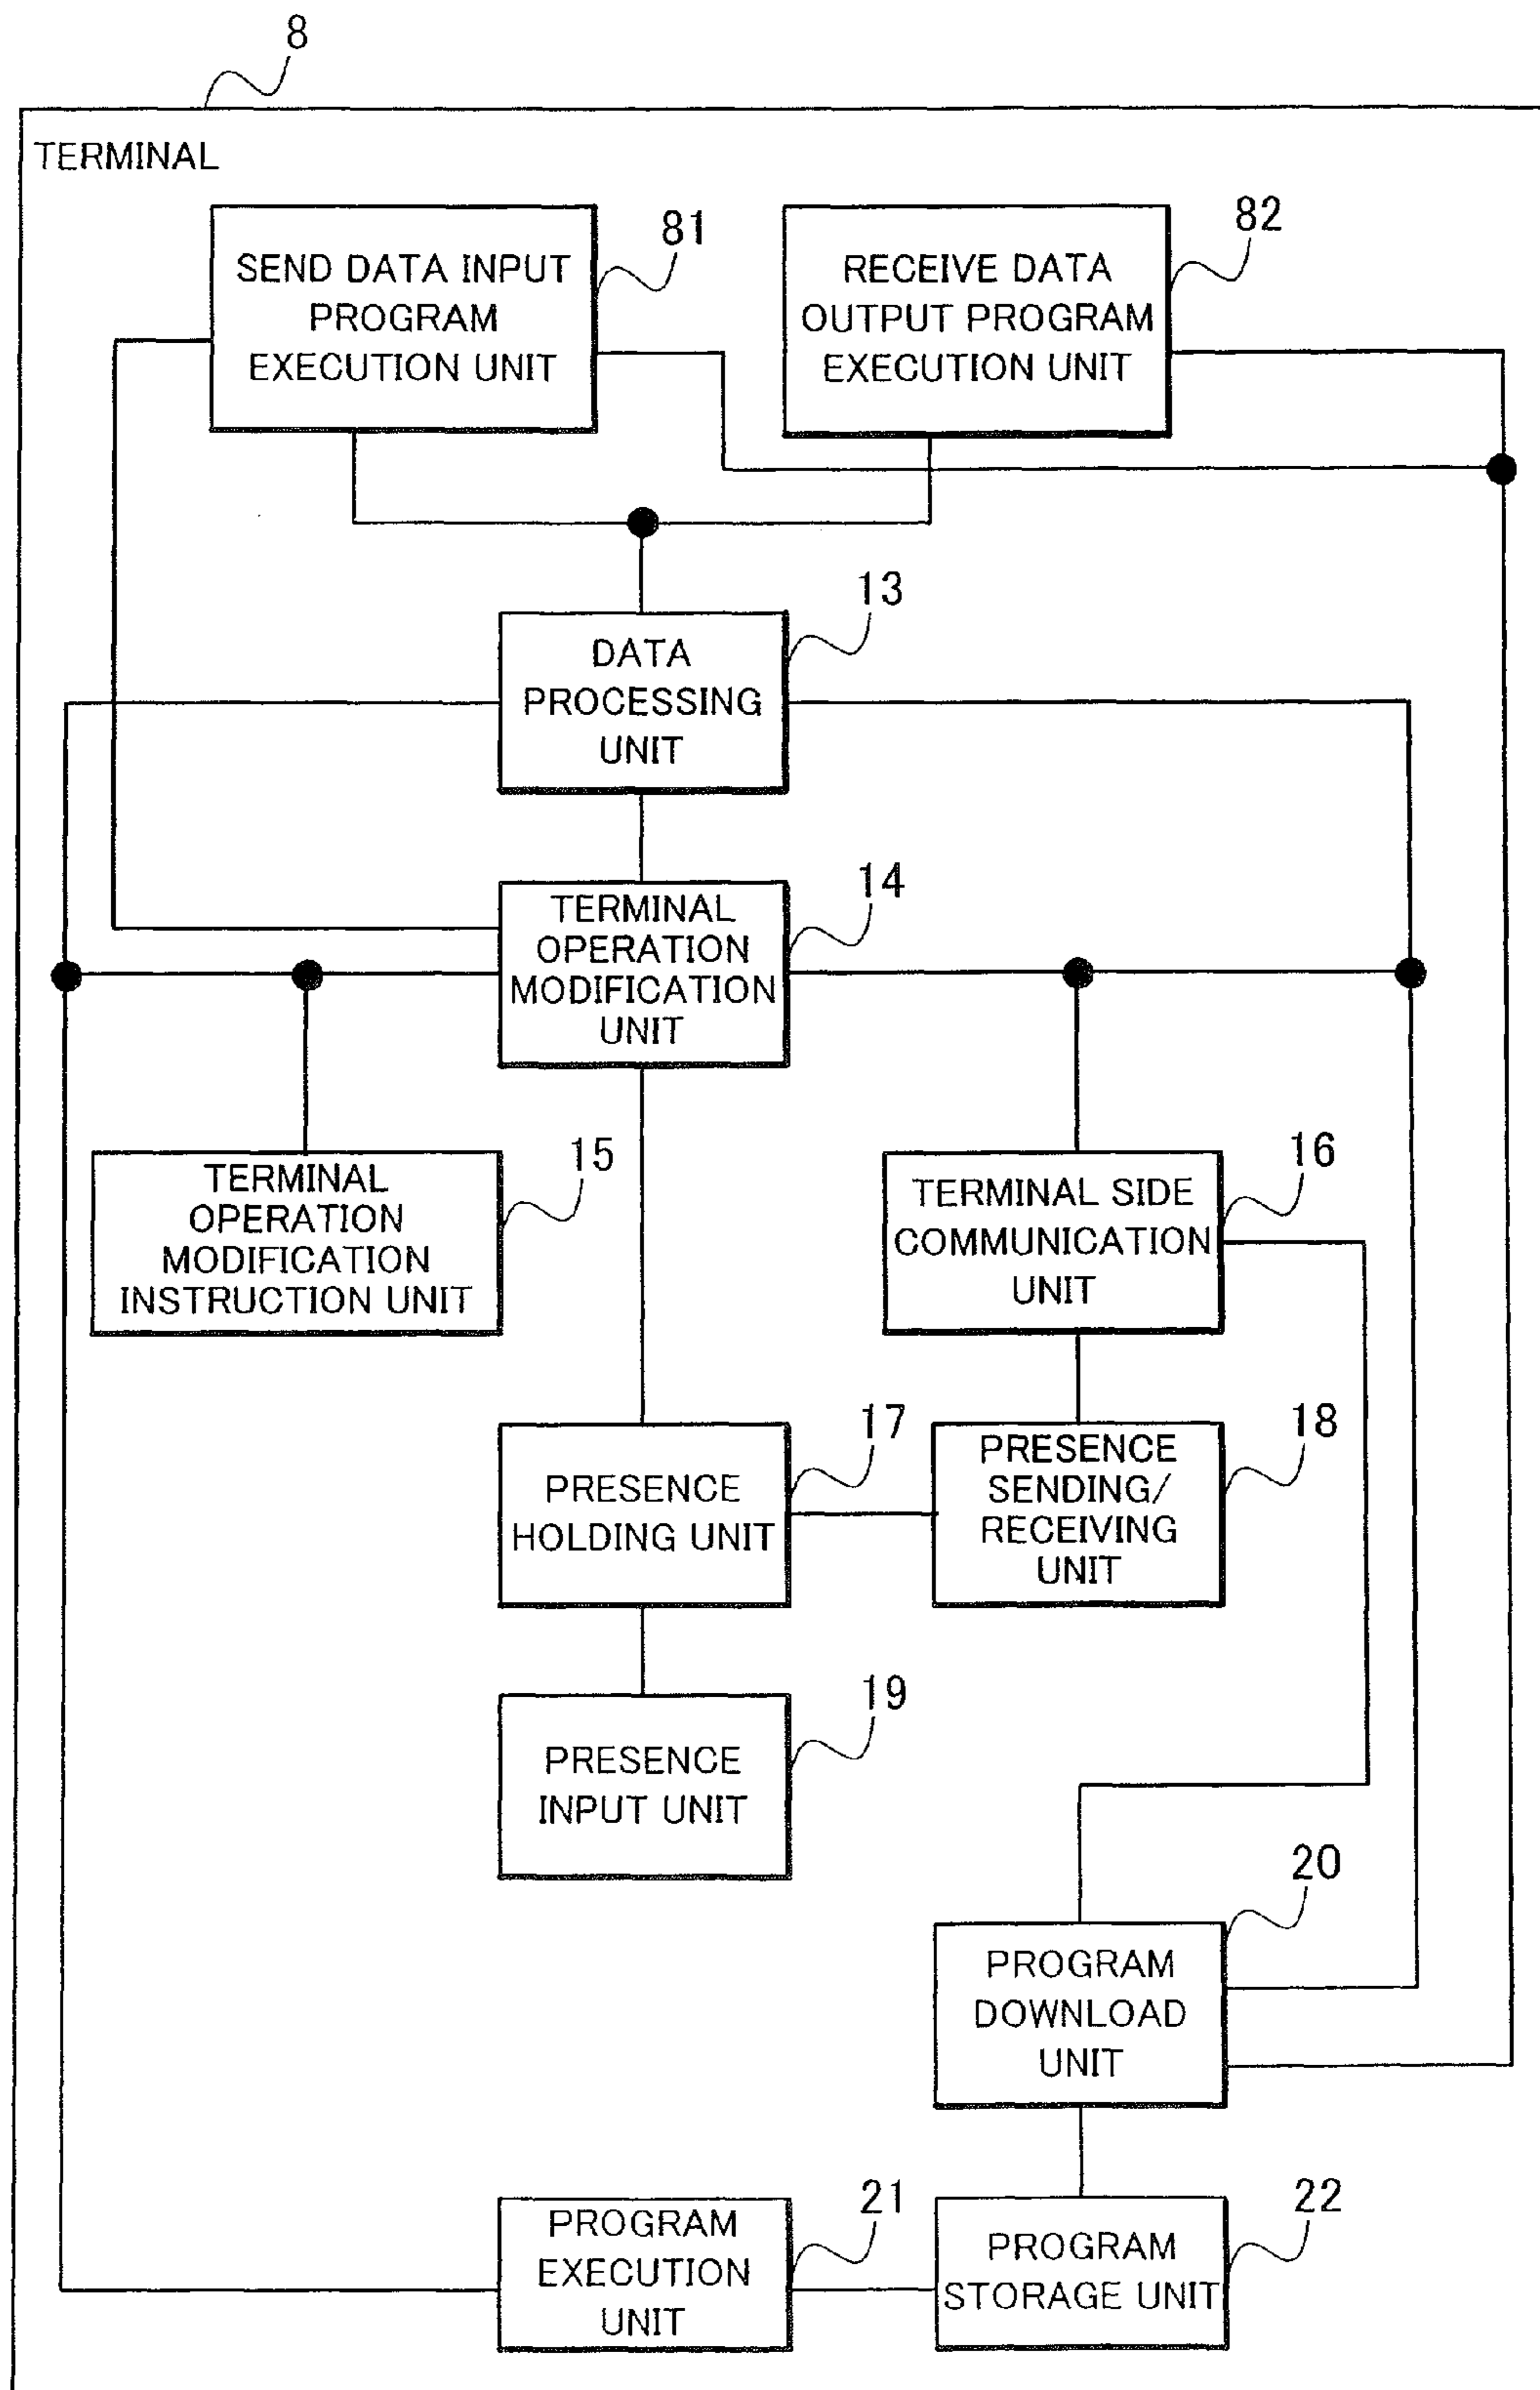 8
TERMINAL
81
SEND DATA INPUT
PROGRAM
EXECUTION UNIT
82
RECEIVE DATA
OUTPUT PROGRAM
EXECUTION UNIT
13
DATA
PROCESSING
UNIT
14
TERMINAL
OPERATION
MODIFICATION
UNIT
15
TERMINAL
OPERATION
MODIFICATION
INSTRUCTION UNIT
16
TERMINAL SIDE
COMMUNICATION
UNIT
17
PRESENCE
HOLDING UNIT
18
PRESENCE
SENDING/
RECEIVING
UNIT
19
PRESENCE
INPUT UNIT
20
PROGRAM
DOWNLOAD
UNIT
21
PROGRAM
EXECUTION
UNIT
22
PROGRAM
STORAGE UNIT